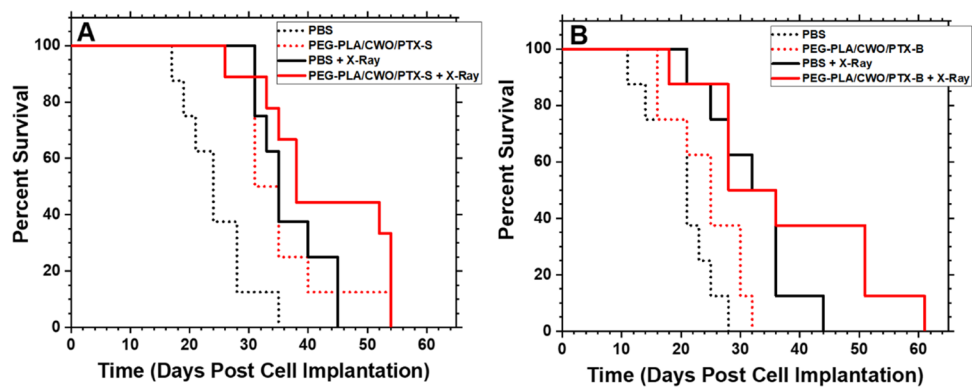 A
PBS
PEG-PLA/CWO/PTX-S
PBS + X-Ray
PEG-PLA/CWO/PTX-S + X-Ray
100
80
60
40
20
0
Percent Survival
0 10 20 30 40 50 60
Time (Days Post Cell Implantation)
B
PBS
PEG-PLA/CWO/PTX-B
PBS + X-Ray
PEG-PLA/CWO/PTX-B + X-Ray
100
80
60
40
20
0
Percent Survival
0 10 20 30 40 50 60
Time (Days Post Cell Implantation)